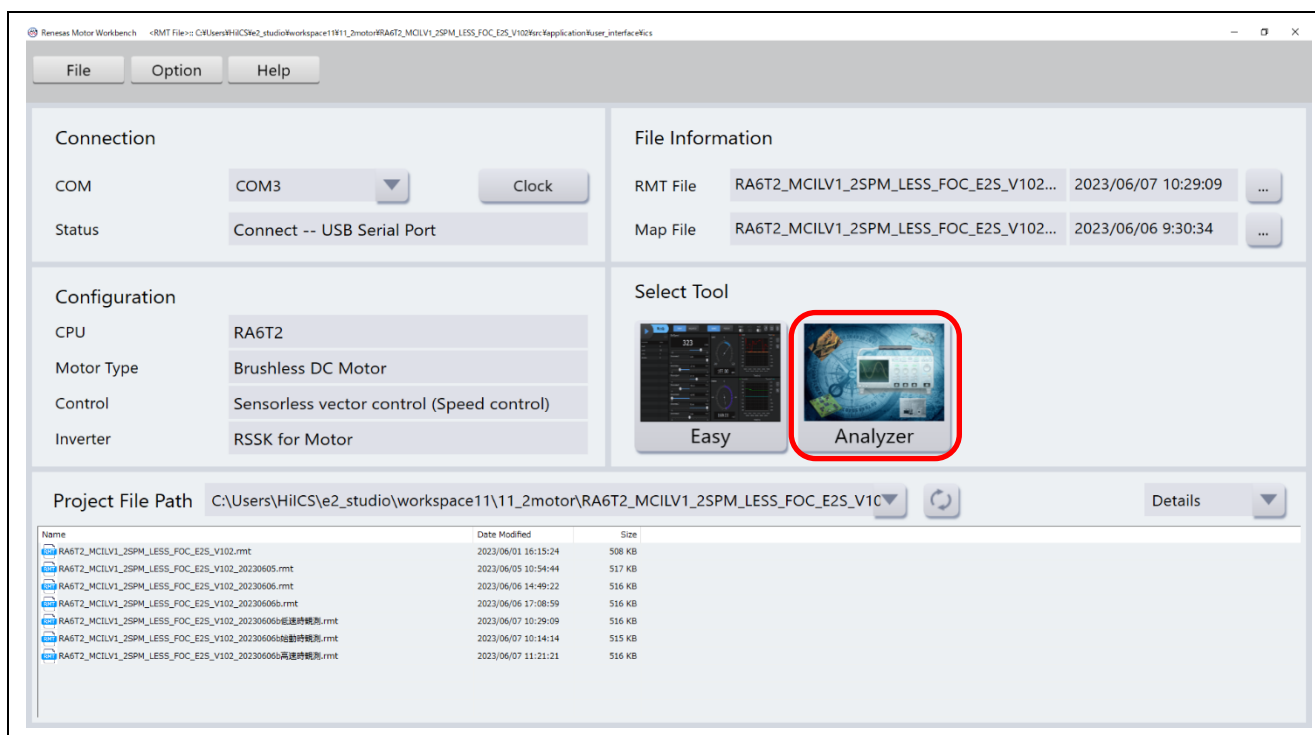 Renesas Motor Workbench <RMT File>:: C:¥Users¥HiICS¥e2_studio¥workspace11¥11_2motor¥RA6T2_MCILV1_2SPM_LESS_FOC_E2S_V102¥src¥application¥user_interface¥ics
File Option Help
Connection
COM COM3 Clock
Status Connect -- USB Serial Port
File Information
RMT File RA6T2_MCILV1_2SPM_LESS_FOC_E2S_V102... 2023/06/07 10:29:09 ...
Map File RA6T2_MCILV1_2SPM_LESS_FOC_E2S_V102... 2023/06/06 9:30:34 ...
Configuration
CPU RA6T2
Motor Type Brushless DC Motor
Control Sensorless vector control (Speed control)
Inverter RSSK for Motor
Select Tool
323
Easy Analyzer
Project File Path C:\Users\HiICS\e2_studio\workspace11\11_2motor\RA6T2_MCILV1_2SPM_LESS_FOC_E2S_V10 Details
Name Date Modified Size
RA6T2_MCILV1_2SPM_LESS_FOC_E2S_V102.rmt 2023/06/01 16:15:24 508 KB
RA6T2_MCILV1_2SPM_LESS_FOC_E2S_V102_20230605.rmt 2023/06/05 10:54:44 517 KB
RA6T2_MCILV1_2SPM_LESS_FOC_E2S_V102_20230606.rmt 2023/06/06 14:49:22 516 KB
RA6T2_MCILV1_2SPM_LESS_FOC_E2S_V102_20230606b.rmt 2023/06/06 17:08:59 516 KB
RA6T2_MCILV1_2SPM_LESS_FOC_E2S_V102_20230606b低速時観測.rmt 2023/06/07 10:29:09 516 KB
RA6T2_MCILV1_2SPM_LESS_FOC_E2S_V102_20230606b始動時観測.rmt 2023/06/07 10:14:14 515 KB
RA6T2_MCILV1_2SPM_LESS_FOC_E2S_V102_20230606b高速時観測.rmt 2023/06/07 11:21:21 516 KB